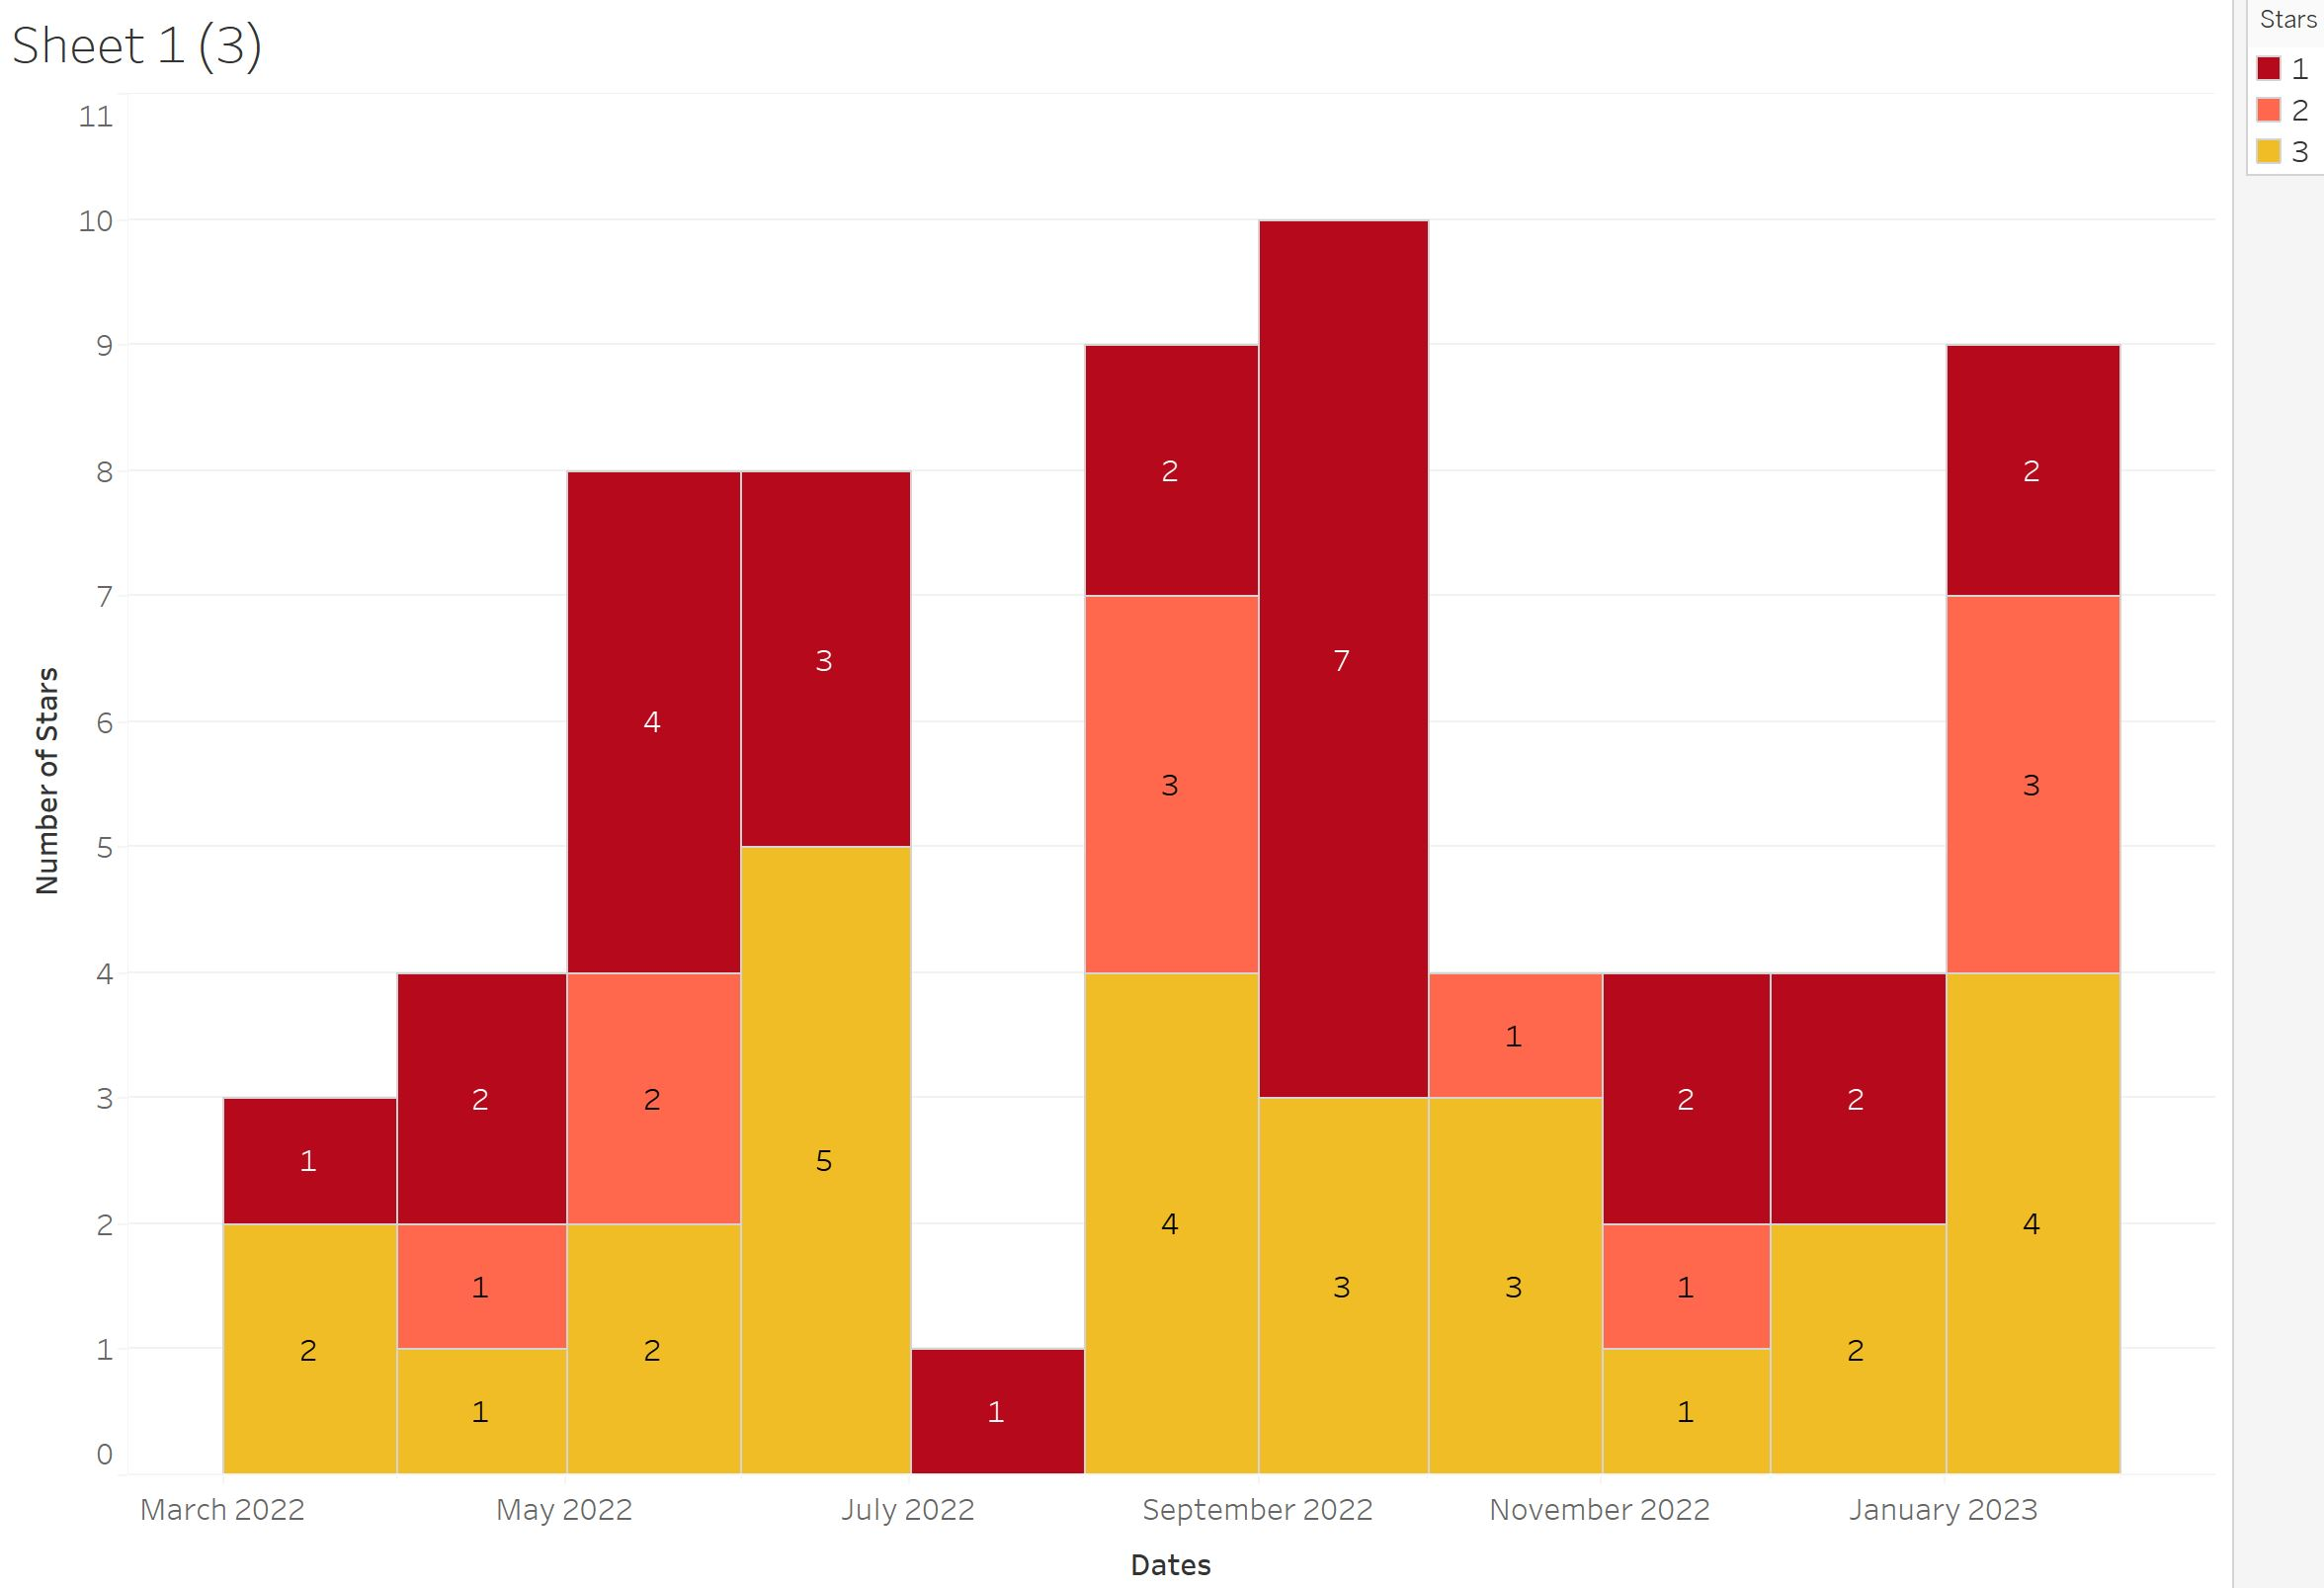 Sheet 1 (3)
Stars
1
2
3
Number of Stars
11
10
9
8
7
6
5
4
3
2
1
0
2 7 2
3
4
3 3
2 1
2 2 2 2
1 5
1 3 3 1
2 2 4 4 2
1 1 1
March 2022 May 2022 July 2022 September 2022 November 2022 January 2023
Dates